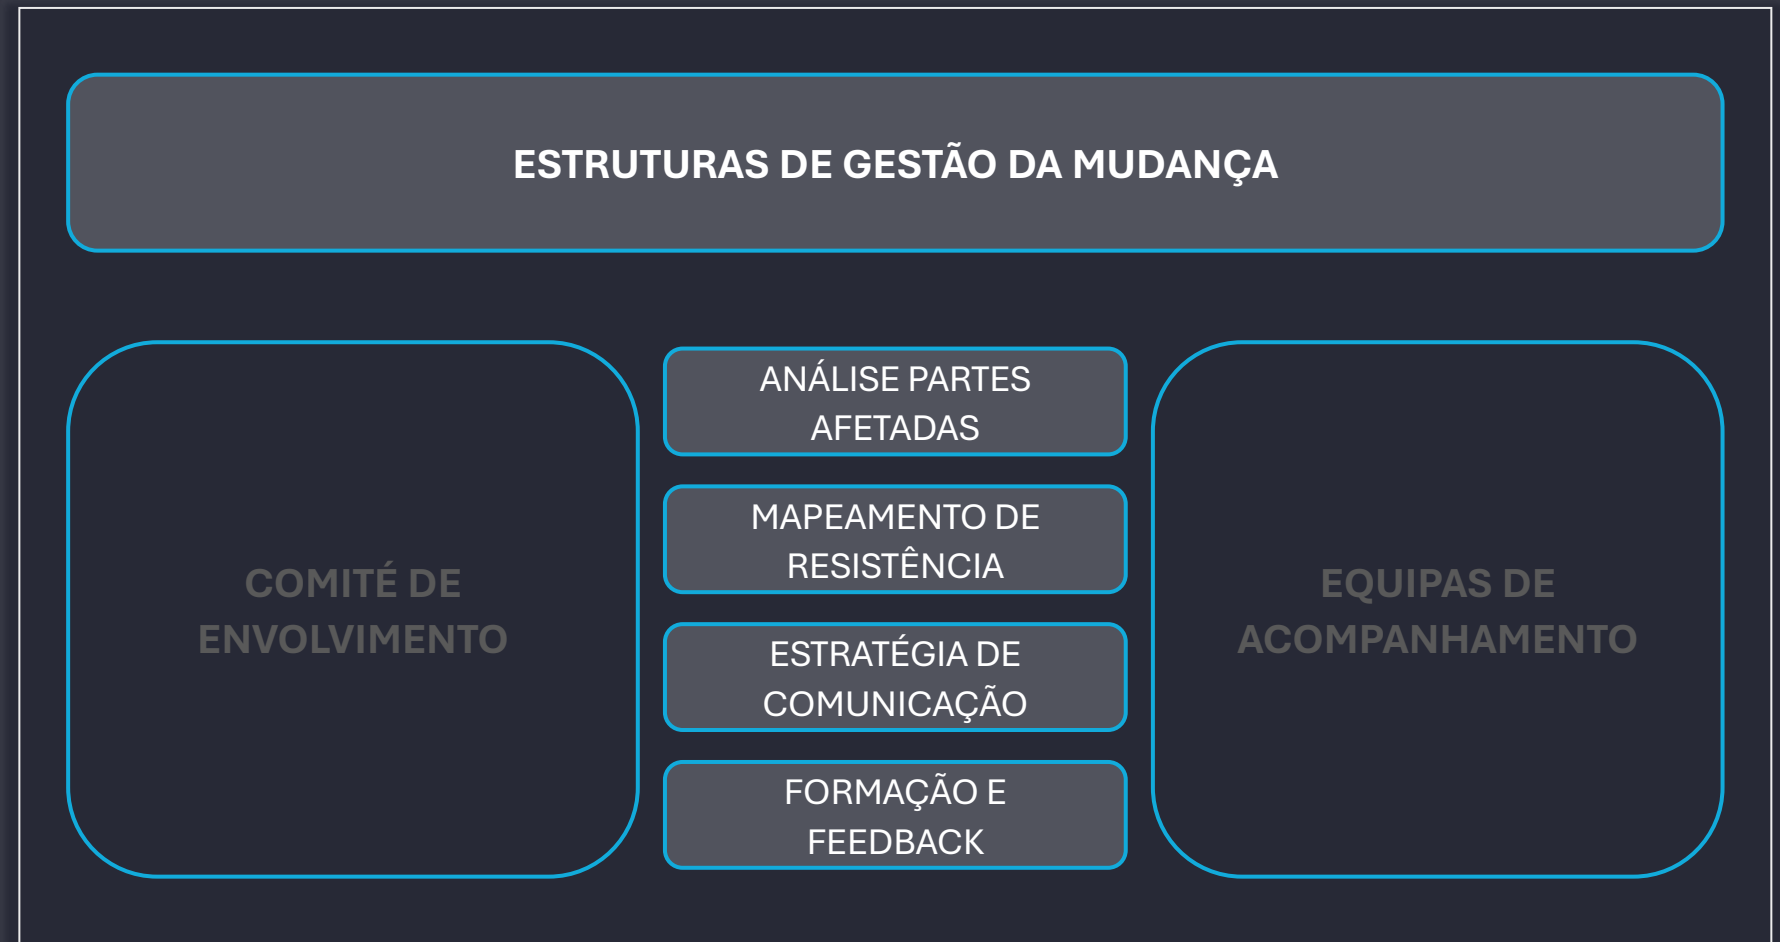 ESTRUTURAS DE GESTÃO DA MUDANÇA
COMITÉ DE
ENVOLVIMENTO
ANÁLISE PARTES
AFETADAS
MAPEAMENTO DE
RESISTÊNCIA
ESTRATÉGIA DE
COMUNICAÇÃO
FORMAÇÃO E
FEEDBACK
EQUIPAS DE
ACOMPANHAMENTO